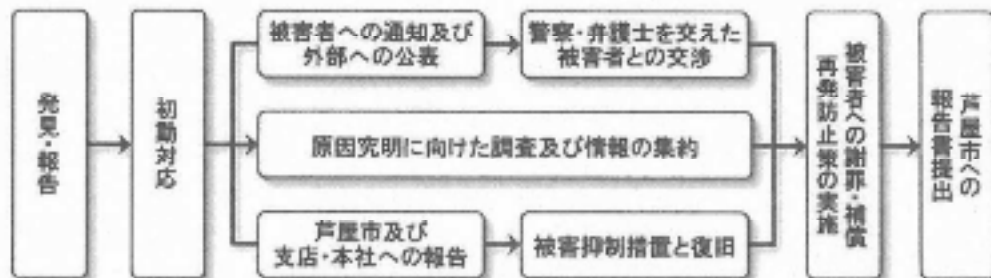 発見・報告
初動対応
被害者への通知及び
外部への公表
警察・弁護士を交えた
被害者との交渉
原因究明に向けた調査及び情報の集約
芦屋市及び
支店・本社への報告
被害抑制措置と復旧
被害者への謝罪・補償
再発防止策の実施
芦屋市への
報告書提出